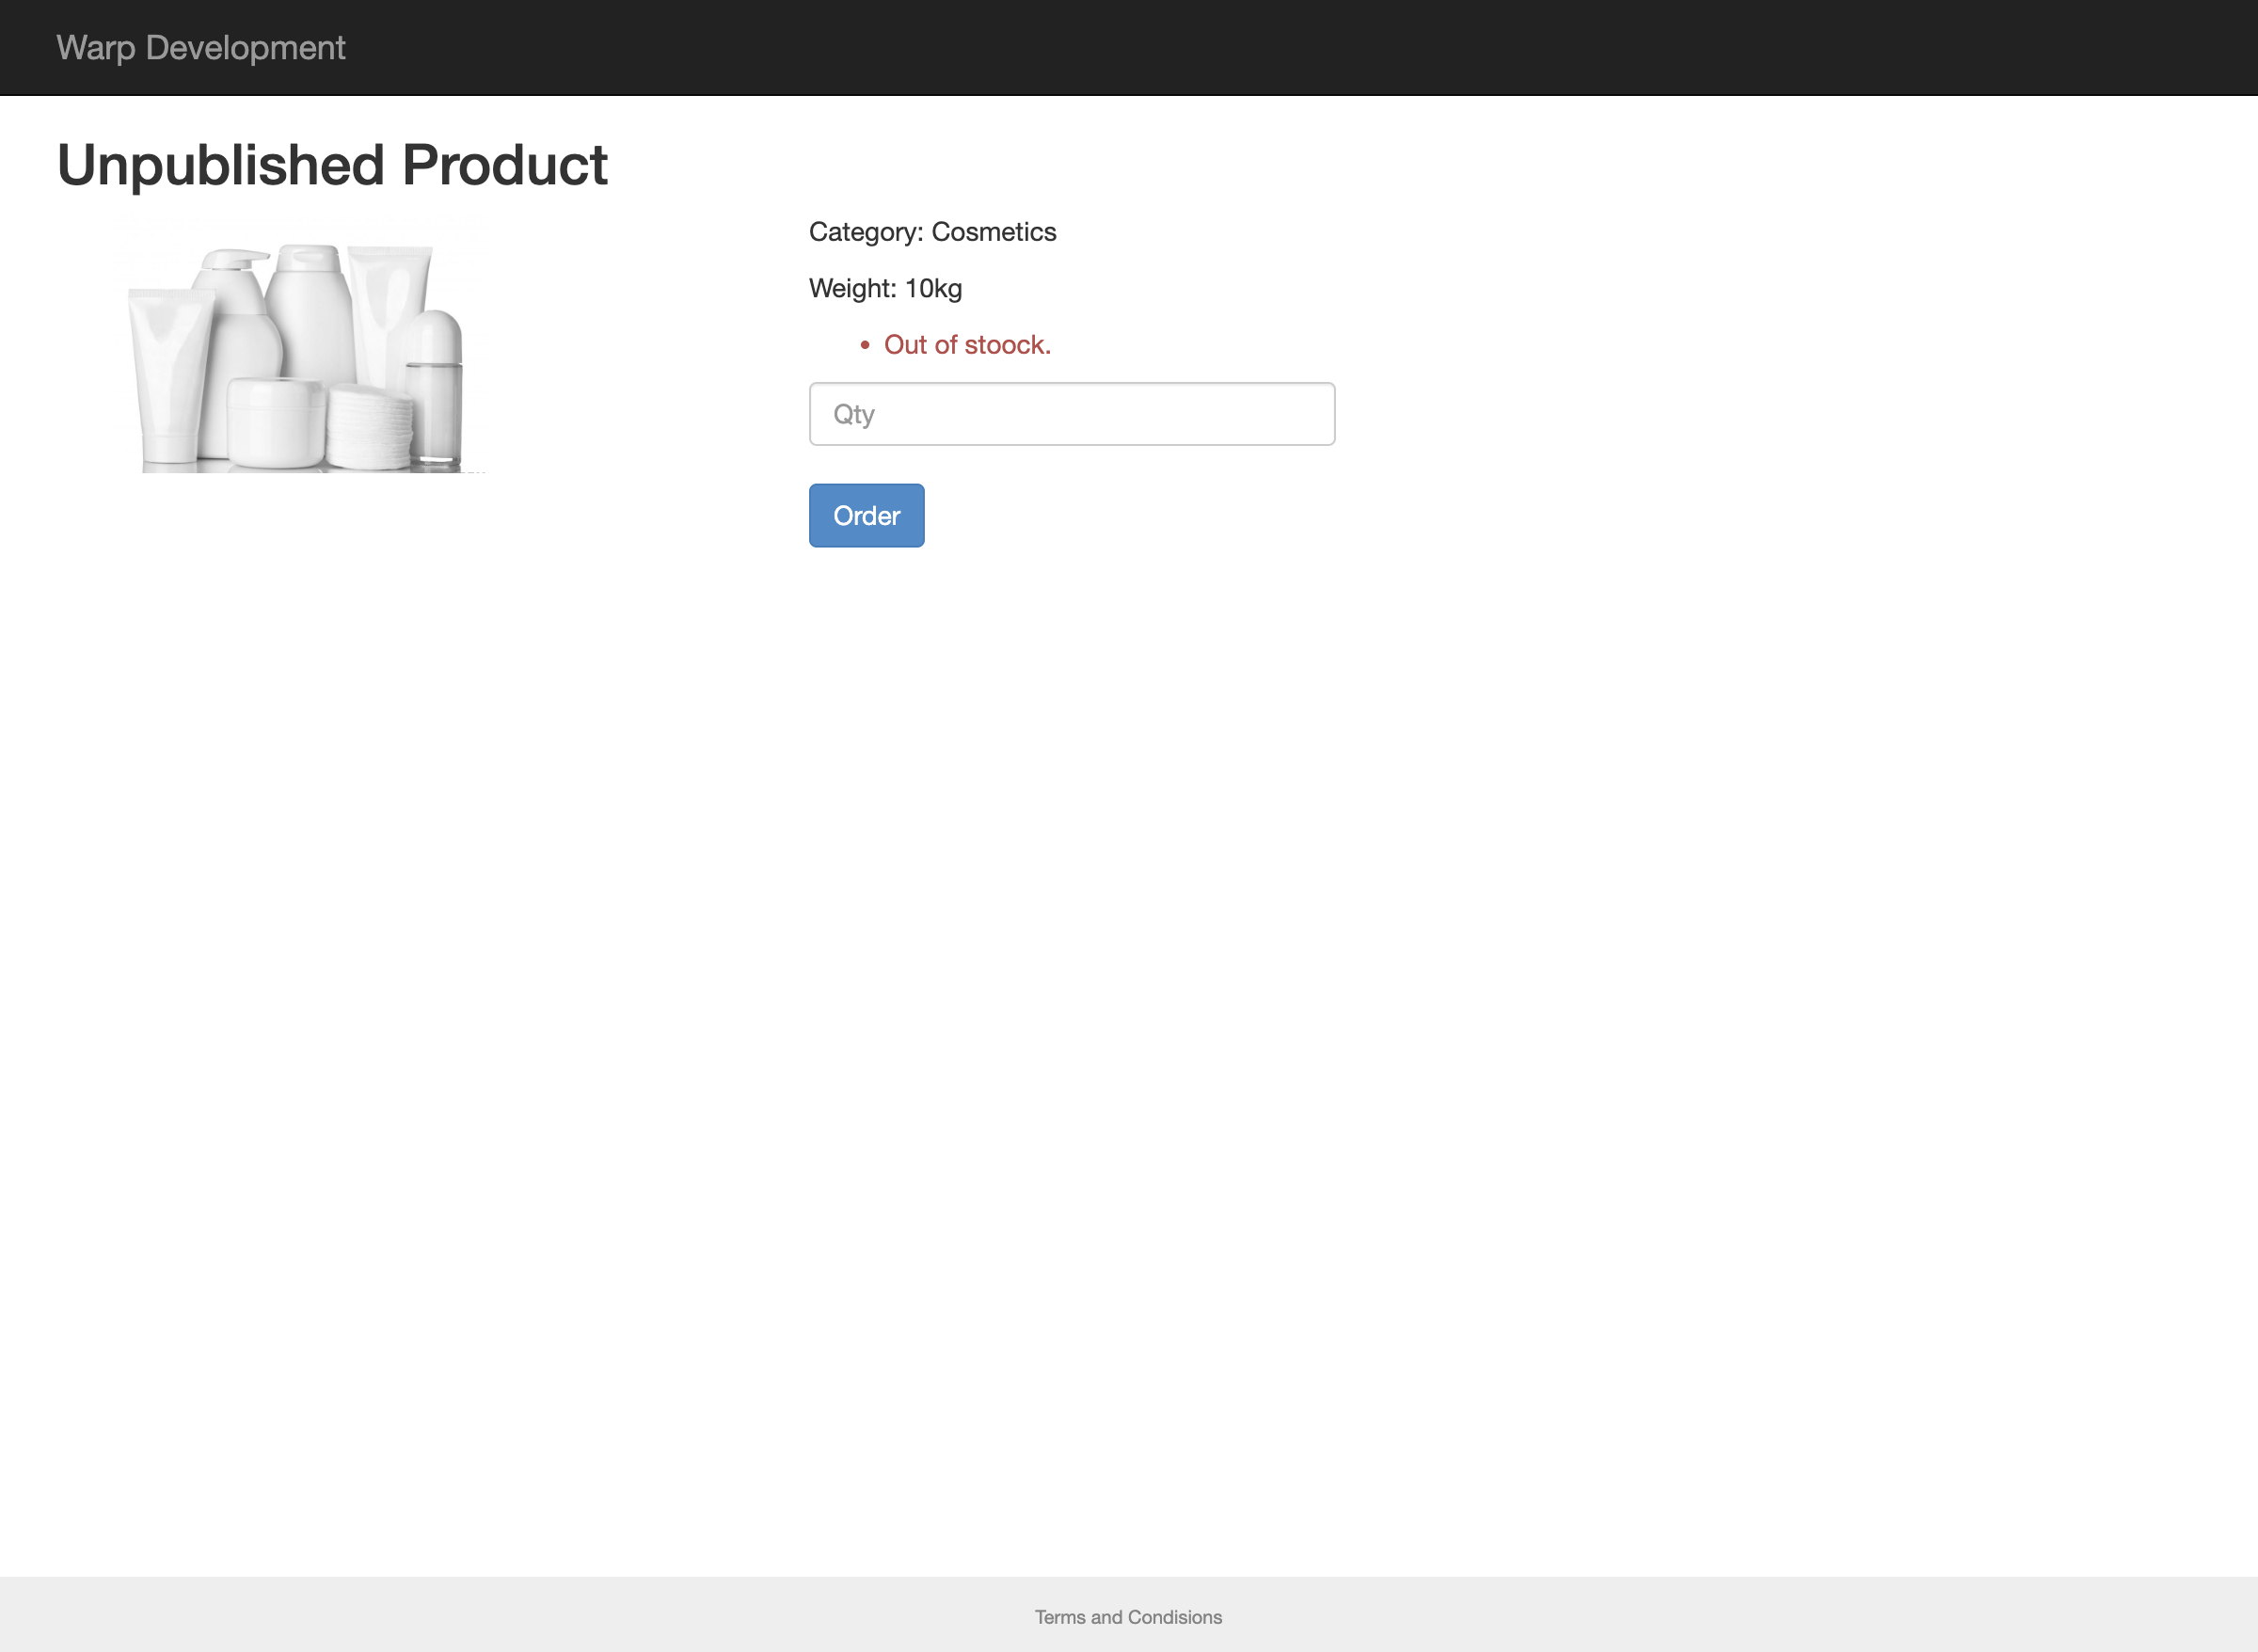 Warp Development
Unpublished Product
Category: Cosmetics
Weight: 10kg
• Out of stoock.
Qty
Order
Terms and Condisions